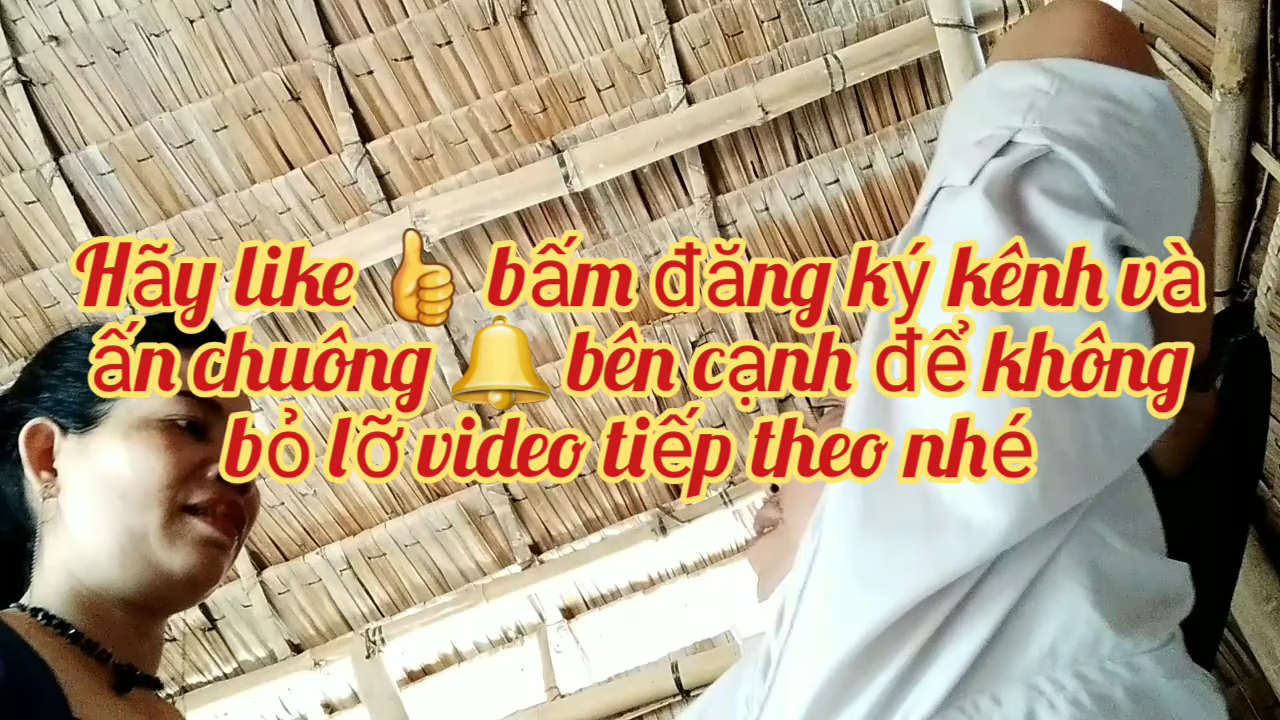 Hãy like 👍 bấm đăng ký kênh và
ấn chuông 🔔 bên cạnh để không
bỏ lỡ video tiếp theo nhé